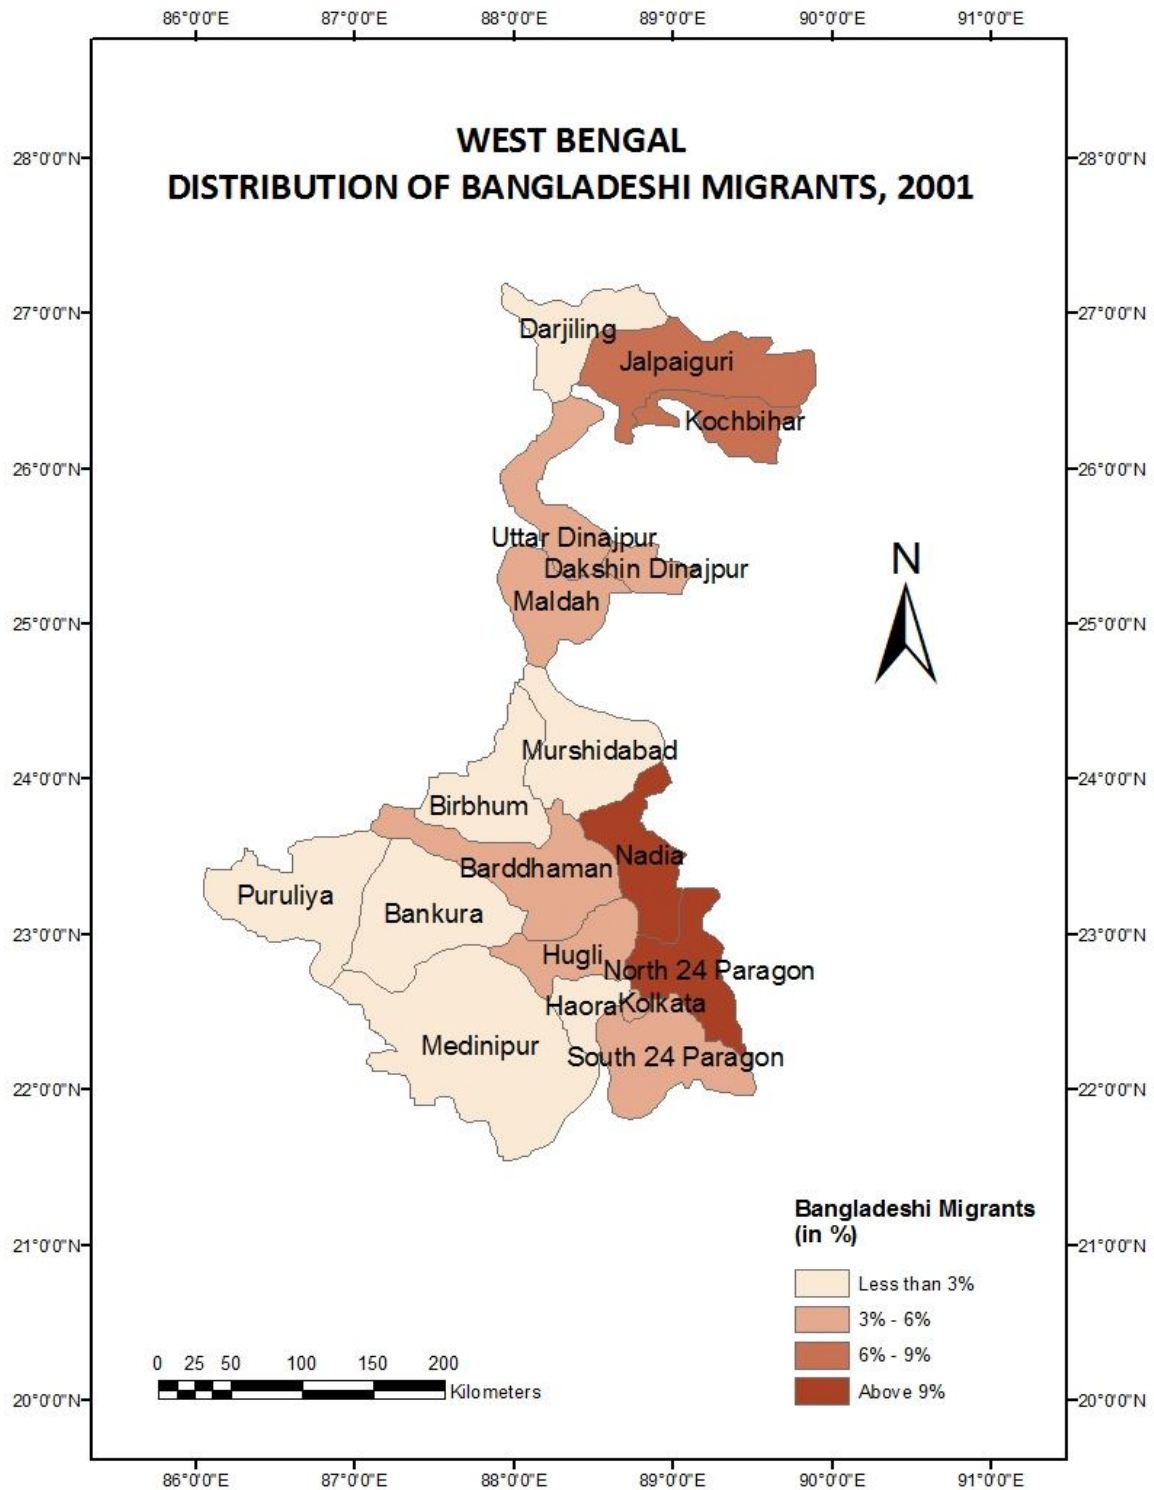 86°0'0"E 87°0'0"E 88°0'0"E 89°0'0"E 90°0'0"E 91°0'0"E
WEST BENGAL
DISTRIBUTION OF BANGLADESHI MIGRANTS, 2001
28°0'0"N 28°0'0"N
27°0'0"N 27°0'0"N
Darjiling
Jalpaiguri
Kochbihar
26°0'0"N 26°0'0"N
Uttar Dinajpur
Dakshin Dinajpur
N
Maldah
25°0'0"N 25°0'0"N
Murshidabad
24°0'0"N 24°0'0"N
Birbhum
Nadia
Barddhaman
Puruliya
Bankura
23°0'0"N 23°0'0"N
Hugli
North 24 Paragon
Haora
Kolkata
Medinipur
South 24 Paragon
22°0'0"N 22°0'0"N
Bangladeshi Migrants
(in %)
21°0'0"N 21°0'0"N
Less than 3%
3% - 6%
6% - 9%
Above 9%
0 25 50 100 150 200
Kilometers
20°0'0"N 20°0'0"N
86°0'0"E 87°0'0"E 88°0'0"E 89°0'0"E 90°0'0"E 91°0'0"E